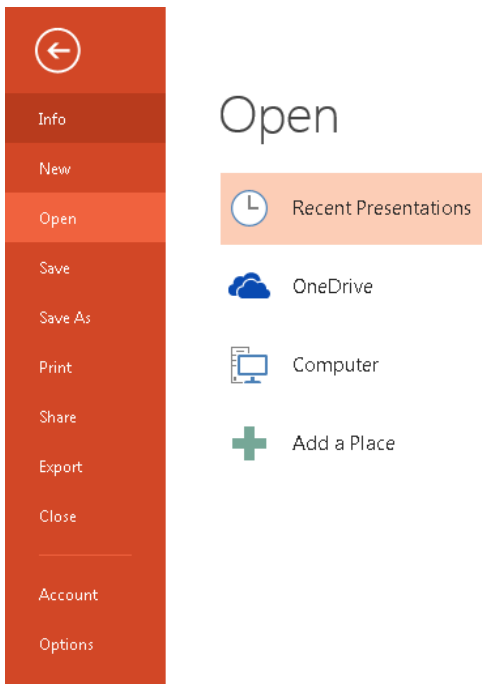 Info
New
Open
Save
Save As
Print
Share
Export
Close
Account
Options
Open
Recent Presentations
OneDrive
Computer
Add a Place